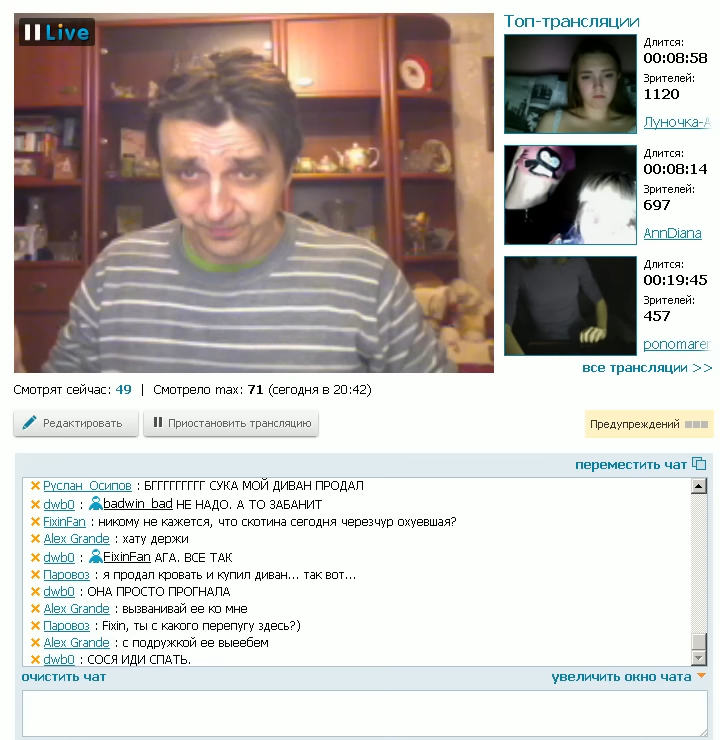 Live
Топ-трансляции
Длится:
00:08:58
Зрителей:
1120
Луночка-А
Длится:
00:08:14
Зрителей:
697
AnnDiana
Длится:
00:19:45
Зрителей:
457
ponomarer
все трансляции >>
Смотрят сейчас: 49 | Смотрело max: 71 (сегодня в 20:42)
Редактировать
Приостановить трансляцию
Предупреждений
переместить чат
Руслан_Осипов : БГГГГГГГГГ СУКА МОЙ ДИВАН ПРОДАЛ
dwb0 : badwin_bad НЕ НАДО. А ТО ЗАБАНИТ
FixinFan : никому не кажется, что скотина сегодня черезчур охуевшая?
Alex Grande : хату держи
dwb0 : FixinFan АГА. ВСЕ ТАК
Паровоз : я продал кровать и купил диван... так вот...
dwb0 : ОНА ПРОСТО ПРОГНАЛА
Alex Grande : вызванивай ее ко мне
Паровоз : Fixin, ты с какого перепугу здесь?)
Alex Grande : с подружкой ее выеебем
dwb0 : СОСЯ ИДИ СПАТЬ.
очистить чат
увеличить окно чата